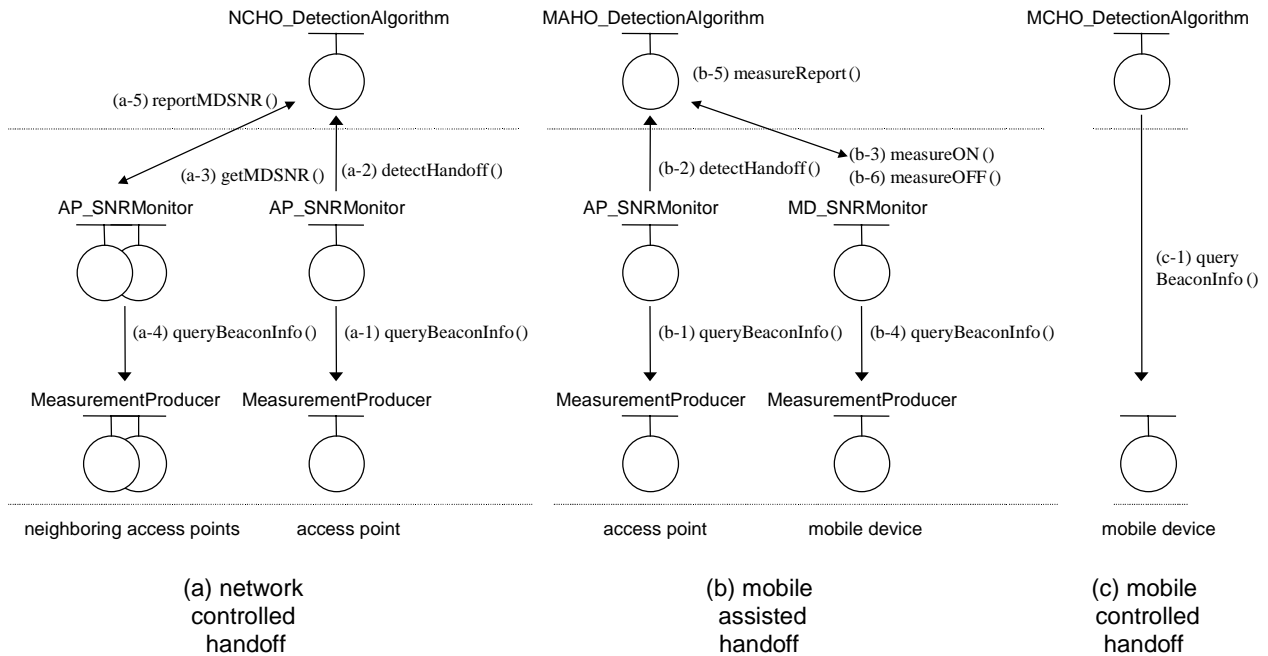 NCHO_DetectionAlgorithm
(a-5) reportMDSNR()
(a-3) getMDSNR()
(a-2) detectHandoff()
AP_SNRMonitor
AP_SNRMonitor
(a-4) queryBeaconInfo()
(a-1) queryBeaconInfo()
MeasurementProducer
MeasurementProducer
neighboring access points
access point
(a) network
controlled
handoff
MAHO_DetectionAlgorithm
(b-5) measureReport()
(b-2) detectHandoff()
(b-3) measureON()
(b-6) measureOFF()
AP_SNRMonitor
MD_SNRMonitor
(b-1) queryBeaconInfo()
(b-4) queryBeaconInfo()
MeasurementProducer
MeasurementProducer
access point
mobile device
(b) mobile
assisted
handoff
MCHO_DetectionAlgorithm
(c-1) query
BeaconInfo()
mobile device
(c) mobile
controlled
handoff